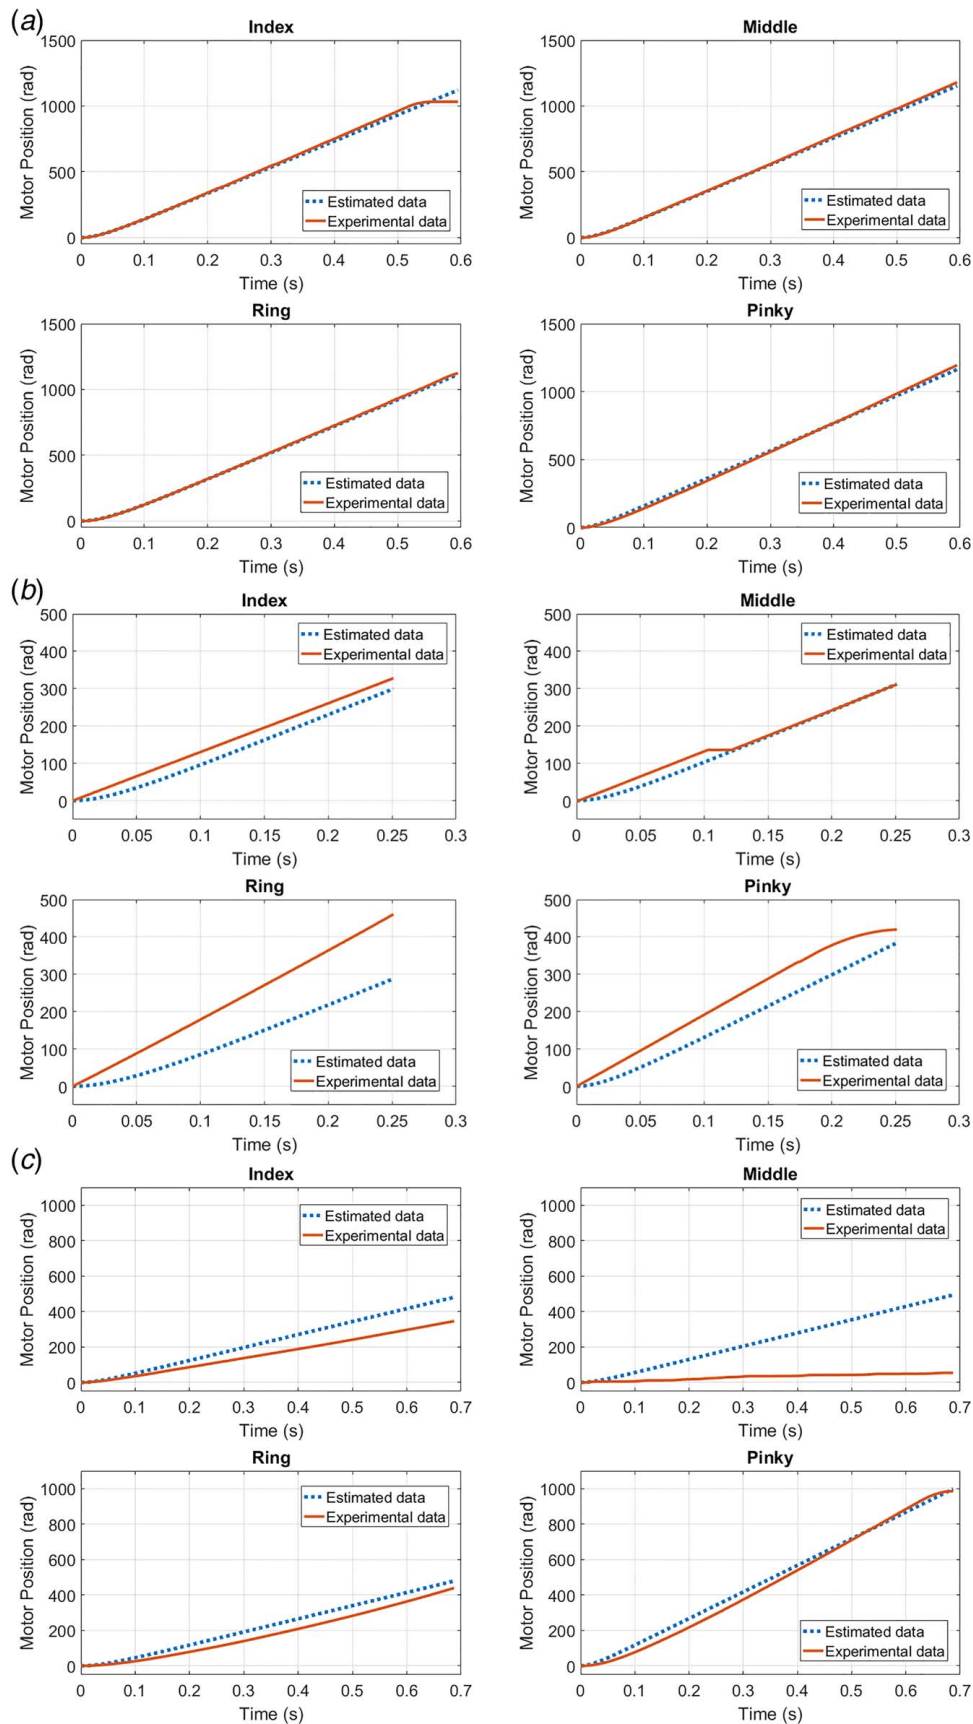 (a)
Index
Motor Position (rad)
1500
1000
500
0
Estimated data
Experimental data
0 0.1 0.2 0.3 0.4 0.5 0.6
Time (s)
Middle
Motor Position (rad)
1500
1000
500
0
Estimated data
Experimental data
0 0.1 0.2 0.3 0.4 0.5 0.6
Time (s)
Ring
Motor Position (rad)
1500
1000
500
0
Estimated data
Experimental data
0 0.1 0.2 0.3 0.4 0.5 0.6
Time (s)
Pinky
Motor Position (rad)
1500
1000
500
0
Estimated data
Experimental data
0 0.1 0.2 0.3 0.4 0.5 0.6
Time (s)
(b)
Index
Motor Position (rad)
500
400
300
200
100
0
Estimated data
Experimental data
0 0.05 0.1 0.15 0.2 0.25 0.3
Time (s)
Middle
Motor Position (rad)
500
400
300
200
100
0
Estimated data
Experimental data
0 0.05 0.1 0.15 0.2 0.25 0.3
Time (s)
Ring
Motor Position (rad)
500
400
300
200
100
0
Estimated data
Experimental data
0 0.05 0.1 0.15 0.2 0.25 0.3
Time (s)
Pinky
Motor Position (rad)
500
400
300
200
100
0
Estimated data
Experimental data
0 0.05 0.1 0.15 0.2 0.25 0.3
Time (s)
(c)
Index
Motor Position (rad)
1000
800
600
400
200
0
Estimated data
Experimental data
0 0.1 0.2 0.3 0.4 0.5 0.6 0.7
Time (s)
Middle
Motor Position (rad)
1000
800
600
400
200
0
Estimated data
Experimental data
0 0.1 0.2 0.3 0.4 0.5 0.6 0.7
Time (s)
Ring
Motor Position (rad)
1000
800
600
400
200
0
Estimated data
Experimental data
0 0.1 0.2 0.3 0.4 0.5 0.6 0.7
Time (s)
Pinky
Motor Position (rad)
1000
800
600
400
200
0
Estimated data
Experimental data
0 0.1 0.2 0.3 0.4 0.5 0.6 0.7
Time (s)